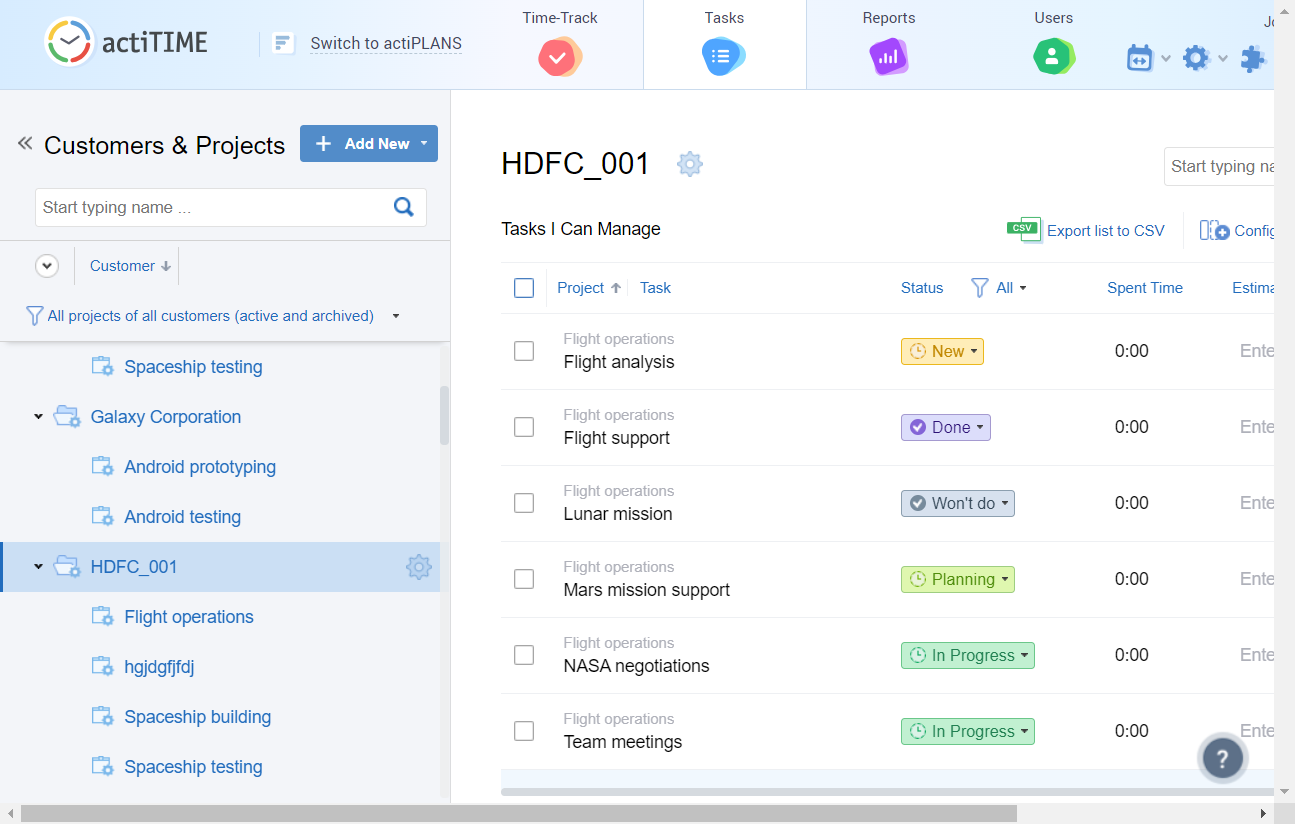 actiTIME
Switch to actiPLANS
Time-Track
Tasks
Reports
Users
Customers & Projects
Add New
Start typing name ...
Customer
All projects of all customers (active and archived)
Spaceship testing
Galaxy Corporation
Android prototyping
Android testing
HDFC_001
Flight operations
hgjdgfjfdj
Spaceship building
Spaceship testing
HDFC_001
Start typing na
Tasks I Can Manage
CSV Export list to CSV
Config
Project Task Status All Spent Time Estima
Flight operations
Flight analysis New 0:00 Ente
Flight operations
Flight support Done 0:00 Ente
Flight operations
Lunar mission Won't do 0:00 Ente
Flight operations
Mars mission support Planning 0:00 Ente
Flight operations
NASA negotiations In Progress 0:00 Ente
Flight operations
Team meetings In Progress 0:00 Ente
?